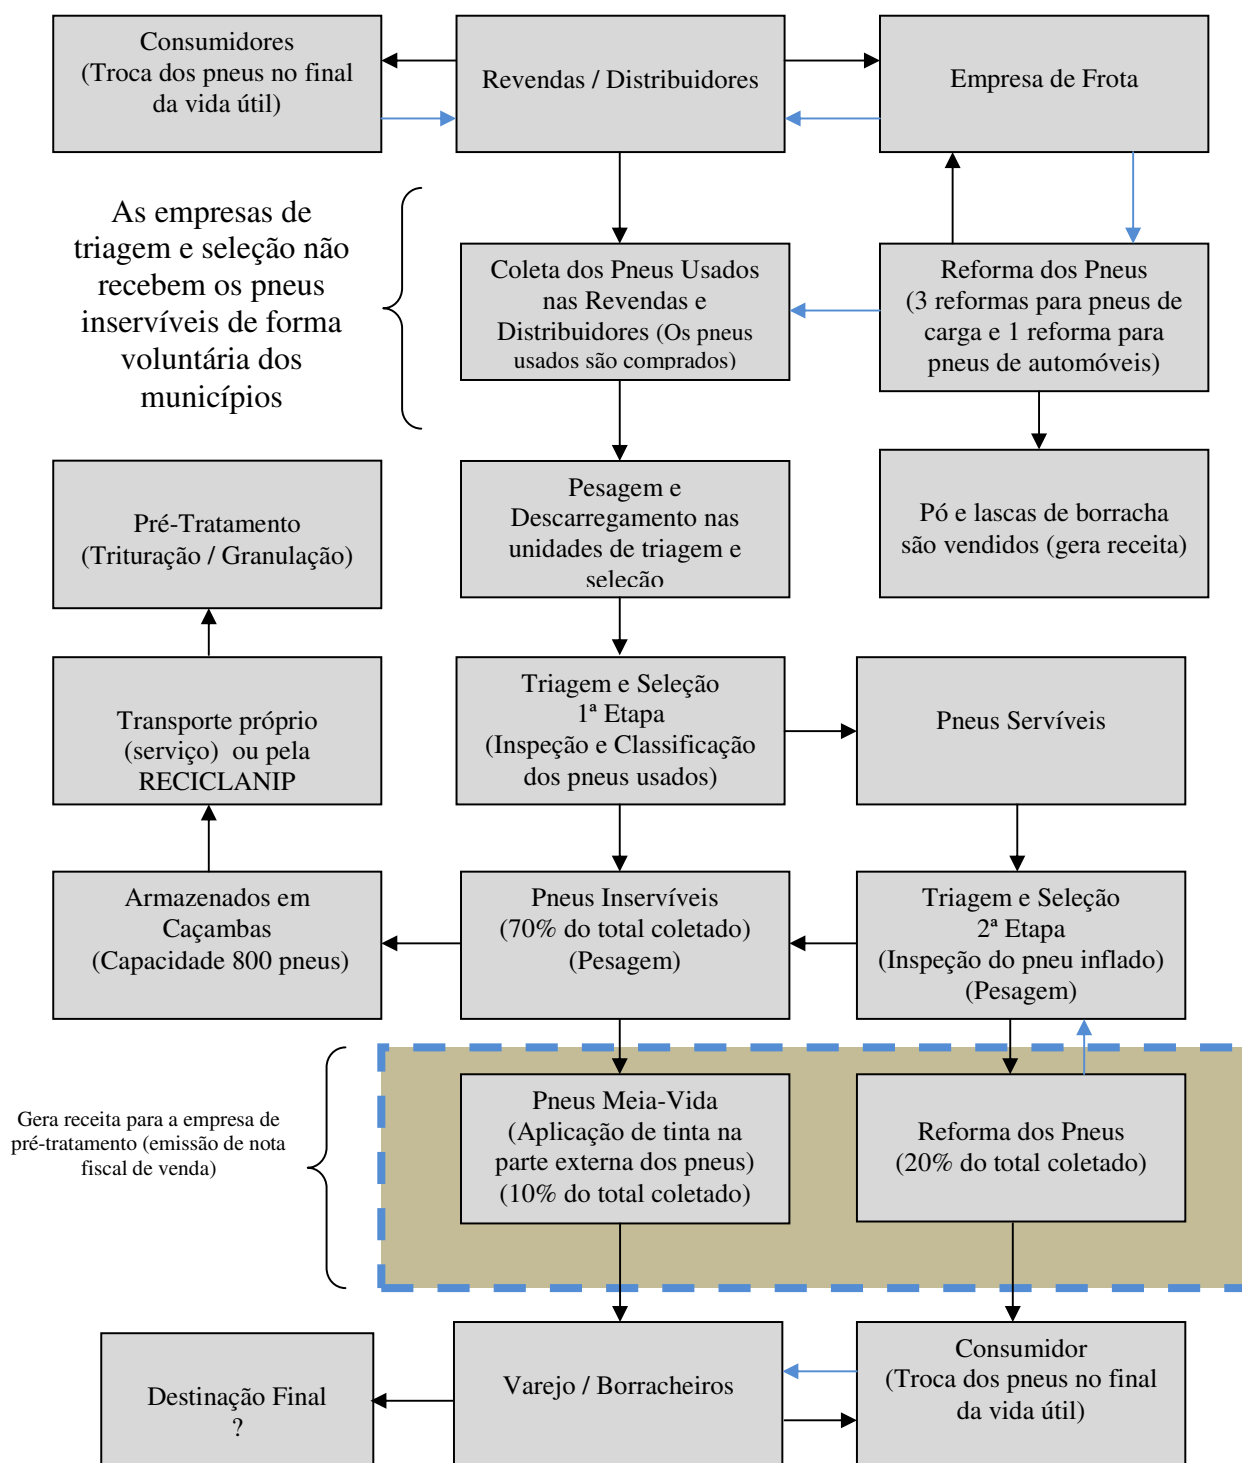 Consumidores
(Troca dos pneus no final
da vida útil)
Revendas / Distribuidores
Empresa de Frota
As empresas de
triagem e seleção não
recebem os pneus
inservíveis de forma
voluntária dos
municípios
Coleta dos Pneus Usados
nas Revendas e
Distribuidores (Os pneus
usados são comprados)
Reforma dos Pneus
(3 reformas para pneus de
carga e 1 reforma para
pneus de automóveis)
Pré-Tratamento
(Trituração / Granulação)
Pesagem e
Descarregamento nas
unidades de triagem e
seleção
Pó e lascas de borracha
são vendidos (gera receita)
Transporte próprio
(serviço) ou pela
RECICLANIP
Triagem e Seleção
1ª Etapa
(Inspeção e Classificação
dos pneus usados)
Pneus Servíveis
Armazenados em
Caçambas
(Capacidade 800 pneus)
Pneus Inservíveis
(70% do total coletado)
(Pesagem)
Triagem e Seleção
2ª Etapa
(Inspeção do pneu inflado)
(Pesagem)
Gera receita para a empresa de
pré-tratamento (emissão de nota
fiscal de venda)
Pneus Meia-Vida
(Aplicação de tinta na
parte externa dos pneus)
(10% do total coletado)
Reforma dos Pneus
(20% do total coletado)
Destinação Final
?
Varejo / Borracheiros
Consumidor
(Troca dos pneus no final
da vida útil)